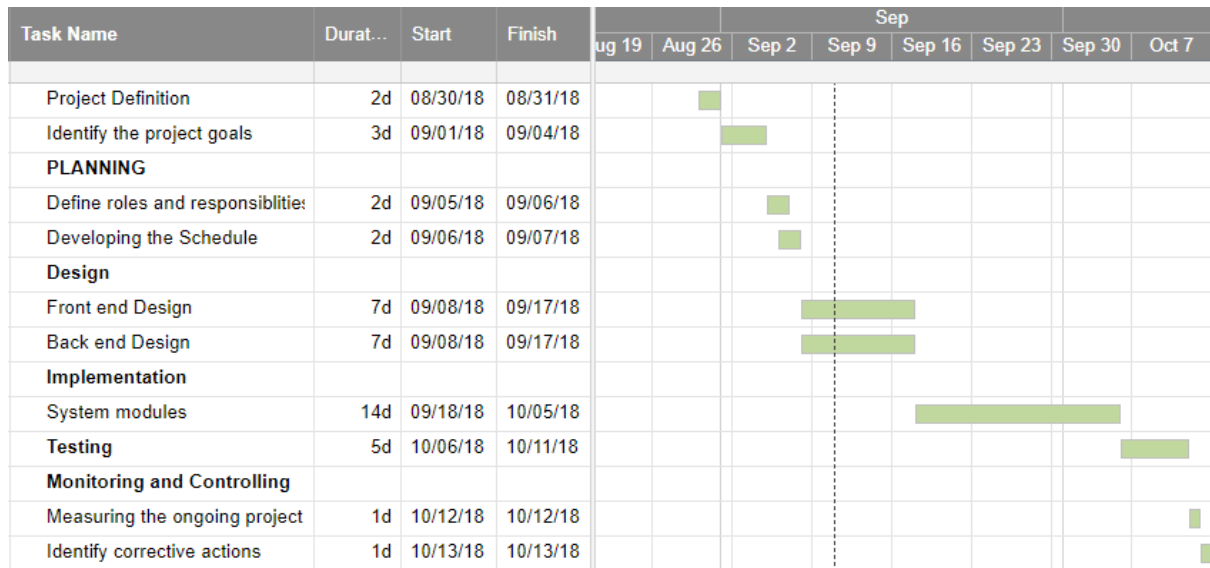 Task Name Durat... Start Finish Sep
ug 19 Aug 26 Sep 2 Sep 9 Sep 16 Sep 23 Sep 30 Oct 7
Project Definition 2d 08/30/18 08/31/18
Identify the project goals 3d 09/01/18 09/04/18
PLANNING
Define roles and responsiblities 2d 09/05/18 09/06/18
Developing the Schedule 2d 09/06/18 09/07/18
Design
Front end Design 7d 09/08/18 09/17/18
Back end Design 7d 09/08/18 09/17/18
Implementation
System modules 14d 09/18/18 10/05/18
Testing 5d 10/06/18 10/11/18
Monitoring and Controlling
Measuring the ongoing project 1d 10/12/18 10/12/18
Identify corrective actions 1d 10/13/18 10/13/18